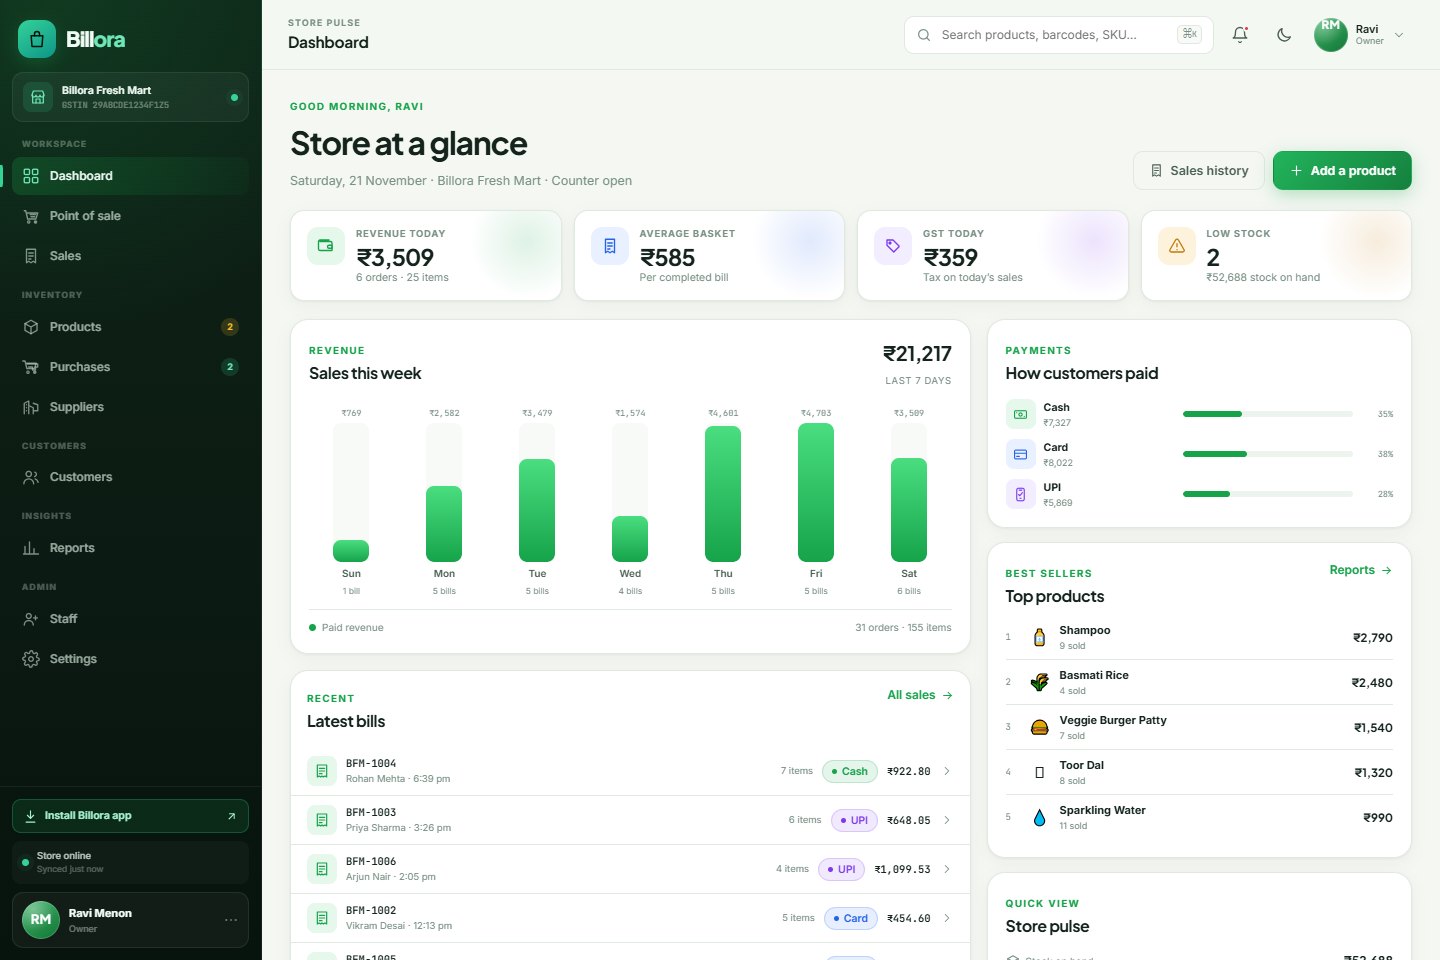 Billora
Billora Fresh Mart
GSTIN 29ABCDE1234F1Z5
WORKSPACE
Dashboard
Point of sale
Sales
INVENTORY
Products 2
Purchases 2
Suppliers
CUSTOMERS
Customers
INSIGHTS
Reports
ADMIN
Staff
Settings
Install Billora app
Store online
Synced just now
RM
Ravi Menon
Owner
STORE PULSE
Dashboard
Search products, barcodes, SKU...
⌘K
RM
Ravi
Owner
GOOD MORNING, RAVI
Store at a glance
Saturday, 21 November · Billora Fresh Mart · Counter open
Sales history
Add a product
REVENUE TODAY
₹3,509
6 orders · 25 items
AVERAGE BASKET
₹585
Per completed bill
GST TODAY
₹359
Tax on today's sales
LOW STOCK
2
₹52,688 stock on hand
REVENUE
Sales this week
₹21,217
LAST 7 DAYS
₹769 ₹2,582 ₹3,479 ₹1,574 ₹4,601 ₹4,703 ₹3,509
Sun Mon Tue Wed Thu Fri Sat
1 bill 5 bills 5 bills 4 bills 5 bills 5 bills 6 bills
Paid revenue
31 orders · 155 items
RECENT
Latest bills
All sales →
BFM-1004
Rohan Mehta · 6:39 pm
7 items Cash ₹922.80
BFM-1003
Priya Sharma · 3:26 pm
6 items UPI ₹648.05
BFM-1006
Arjun Nair · 2:05 pm
4 items UPI ₹1,099.53
BFM-1002
Vikram Desai · 12:13 pm
5 items Card ₹454.60
BFM-1005
PAYMENTS
How customers paid
Cash
₹7,327
35%
Card
₹8,022
38%
UPI
₹5,869
28%
BEST SELLERS
Top products
Reports →
1 Shampoo
9 sold
₹2,790
2 Basmati Rice
4 sold
₹2,480
3 Veggie Burger Patty
7 sold
₹1,540
4 Toor Dal
8 sold
₹1,320
5 Sparkling Water
11 sold
₹990
QUICK VIEW
Store pulse
Stock on hand
₹52,688